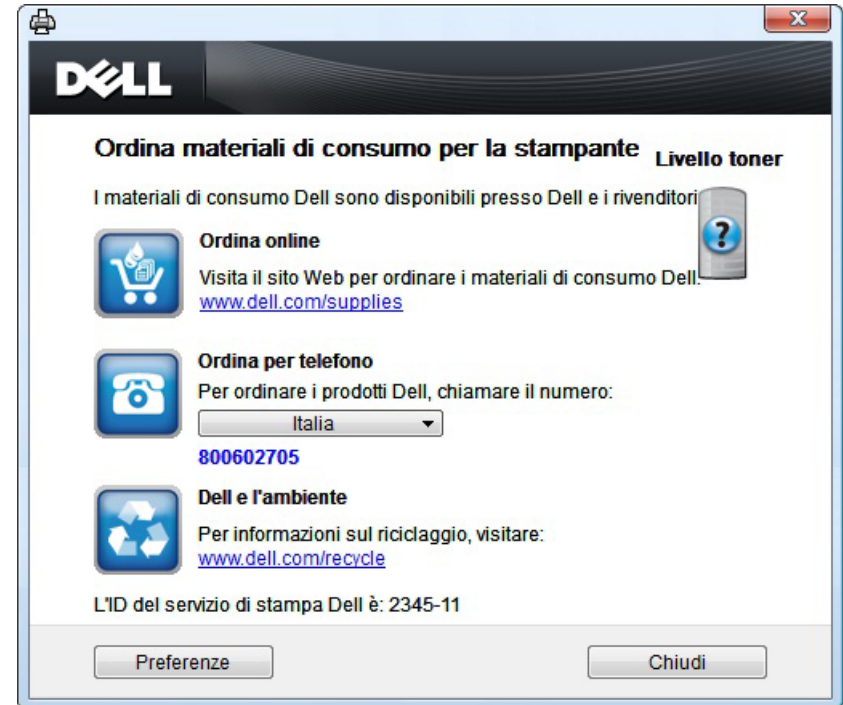 DELL
Ordina materiali di consumo per la stampante
Livello toner
I materiali di consumo Dell sono disponibili presso Dell e i rivenditori
Ordina online
Visita il sito Web per ordinare i materiali di consumo Dell.
www.dell.com/supplies
Ordina per telefono
Per ordinare i prodotti Dell, chiamare il numero:
Italia
800602705
Dell e l'ambiente
Per informazioni sul riciclaggio, visitare:
www.dell.com/recycle
L'ID del servizio di stampa Dell è: 2345-11
Preferenze
Chiudi